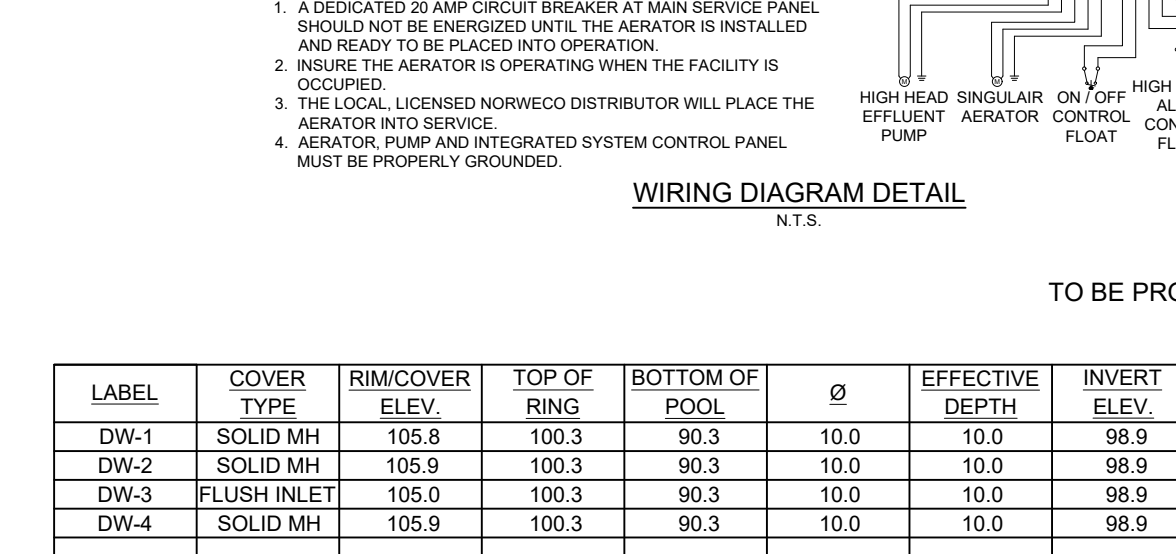 1. A DEDICATED 20 AMP CIRCUIT BREAKER AT MAIN SERVICE PANEL
SHOULD NOT BE ENERGIZED UNTIL THE AERATOR IS INSTALLED
AND READY TO BE PLACED INTO OPERATION.
2. INSURE THE AERATOR IS OPERATING WHEN THE FACILITY IS
OCCUPIED.
3. THE LOCAL, LICENSED NORWECO DISTRIBUTOR WILL PLACE THE
AERATOR INTO SERVICE.
4. AERATOR, PUMP AND INTEGRATED SYSTEM CONTROL PANEL
MUST BE PROPERLY GROUNDED.
M M
HIGH HEAD
EFFLUENT
PUMP
SINGULAIR
AERATOR
ON / OFF
CONTROL
FLOAT
HIGH
WIRING DIAGRAM DETAIL
N.T.S.
TO BE
LABEL COVER TYPE RIM/COVER ELEV. TOP OF RING BOTTOM OF POOL Ø EFFECTIVE DEPTH INVERT ELEV.
DW-1 SOLID MH 105.8 100.3 90.3 10.0 10.0 98.9
DW-2 SOLID MH 105.9 100.3 90.3 10.0 10.0 98.9
DW-3 FLUSH INLET 105.0 100.3 90.3 10.0 10.0 98.9
DW-4 SOLID MH 105.9 100.3 90.3 10.0 10.0 98.9